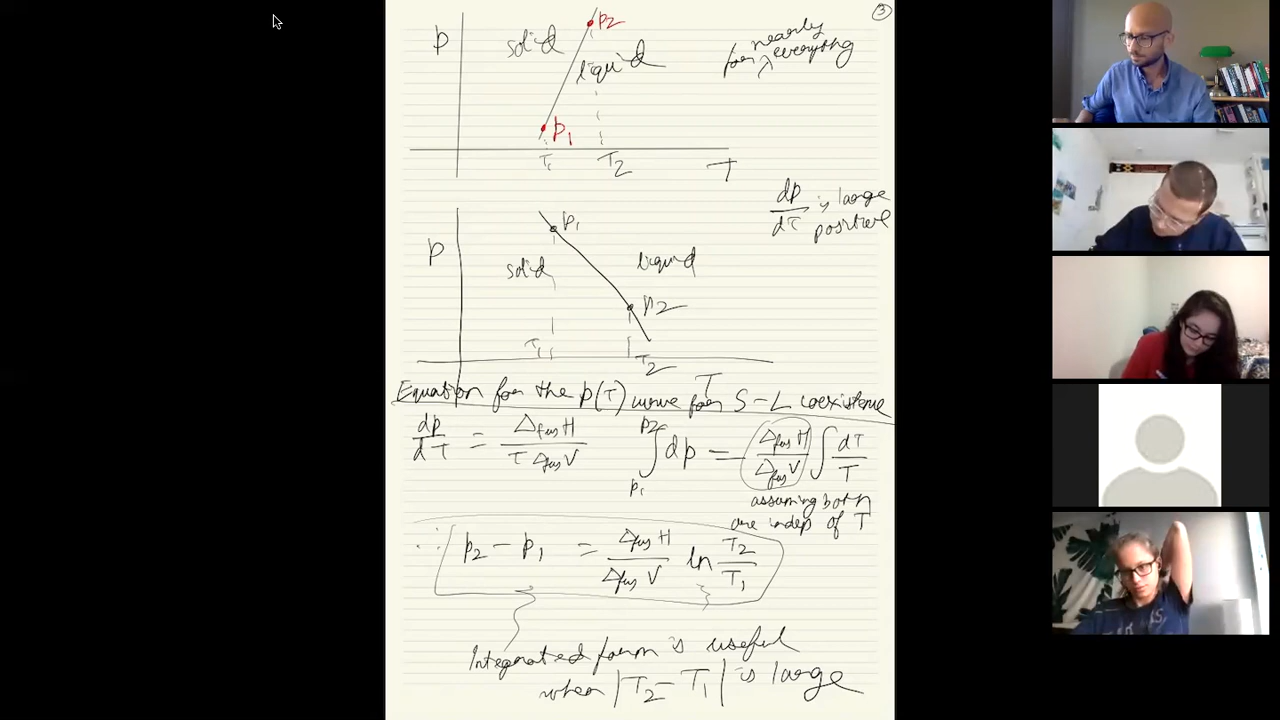 ③
p
solid
liquid
p2
p1
T1
T2
T
for nearly everything
dp/dT is large
positive
p
solid
liquid
p1
p2
T1
T2
T
Equation for the p(T) curve for S-L coexistence
dp/dT = ΔfusH / T ΔfusV
∫p1^p2 dp = ΔfusH / ΔfusV ∫ dT/T
assuming both
are indep of T
∴ p2 - p1 = ΔfusH / ΔfusV ln T2/T1
Integrated form is useful
when |T2 - T1| is large